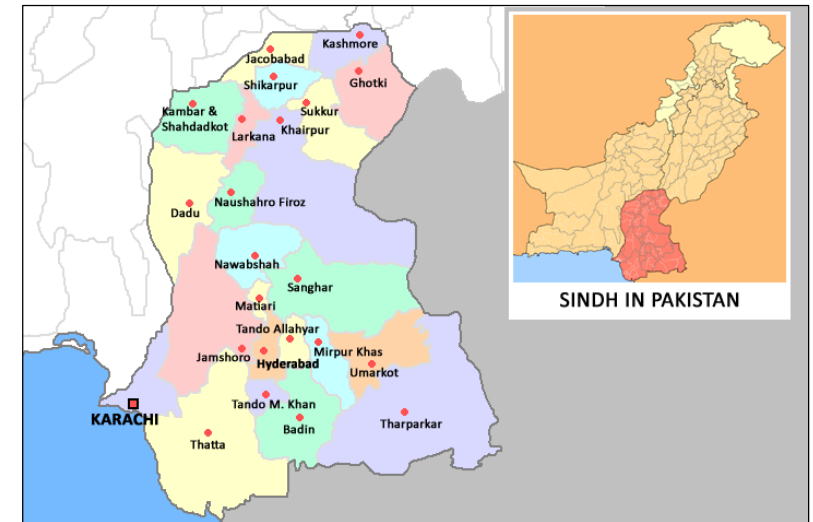 Kashmore
Jacobabad
Shikarpur
Ghotki
Kambar &
Shahdadkot
Sukkur
Larkana
Khairpur
Dadu
Naushahro Firoz
Nawabshah
Sanghar
Matiari
Tando Allahyar
Jamshoro
Hyderabad
Mirpur Khas
Umarkot
KARACHI
Tando M. Khan
Badin
Tharparkar
Thatta
SINDH IN PAKISTAN